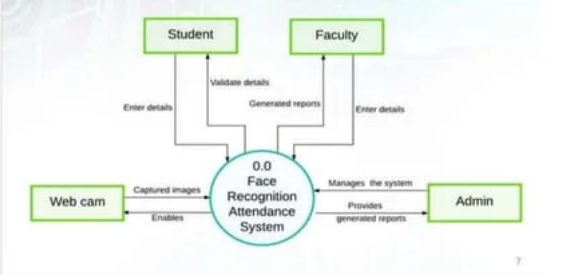 Student
Faculty
Validate details
Generated reports
Enter details
Enter details
0.0
Face
Recognition
Attendance
System
Web cam
Captured images
Enables
Manages the system
Provides
generated reports
Admin
7